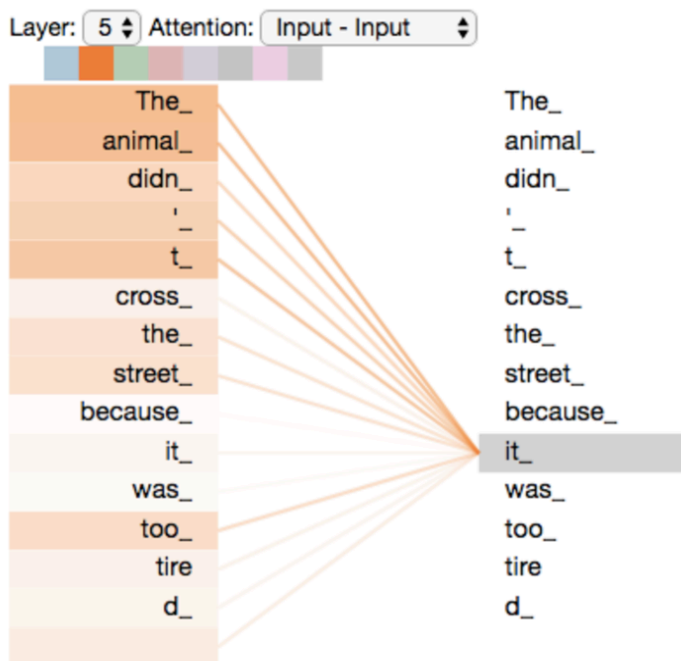 Layer: 5 Attention: Input - Input
The_ The_
animal_ animal_
didn_ didn_
'_ '_
t_ t_
cross_ cross_
the_ the_
street_ street_
because_ because_
it_ it_
was_ was_
too_ too_
tire tire
d_ d_